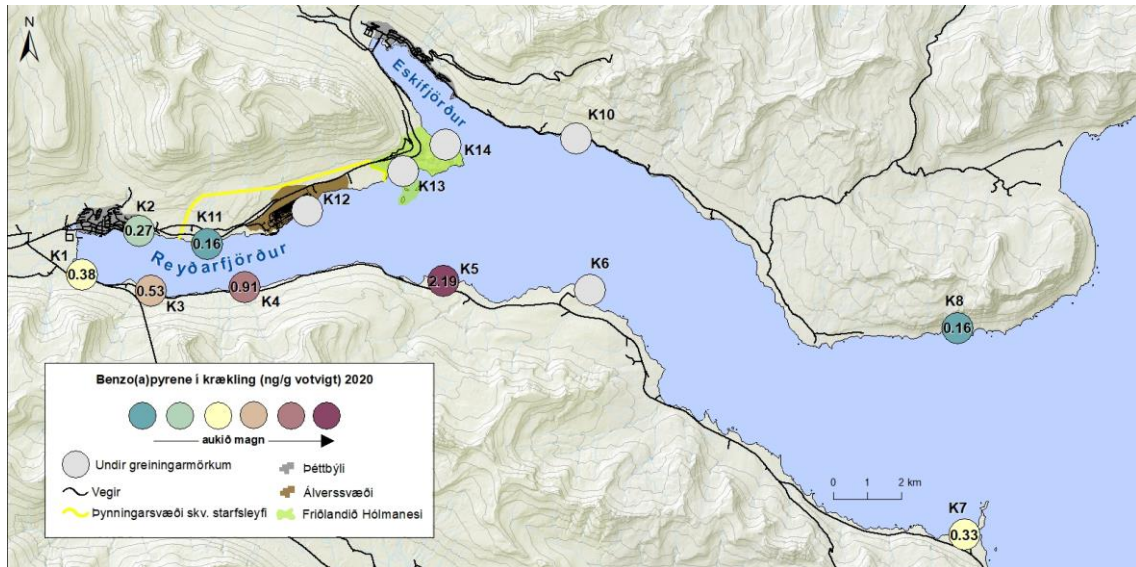 N
Eskifjörður
K10
K14
K13
K2
K11
K12
0.27
0.16
Reyðarfjörður
K1
0.38
K5
2.19
K6
0.53
0.91
K3
K4
K8
0.16
Benzo(a)pyrene í krækling (ng/g votvigt) 2020
aukið magn
Undir greiningarmörkum
Þéttbýli
Vegir
Álverssvæði
Þynningarsvæði skv. starfsleyfi
Friðlandið Hólmanesi
0 1 2 km
K7
0.33